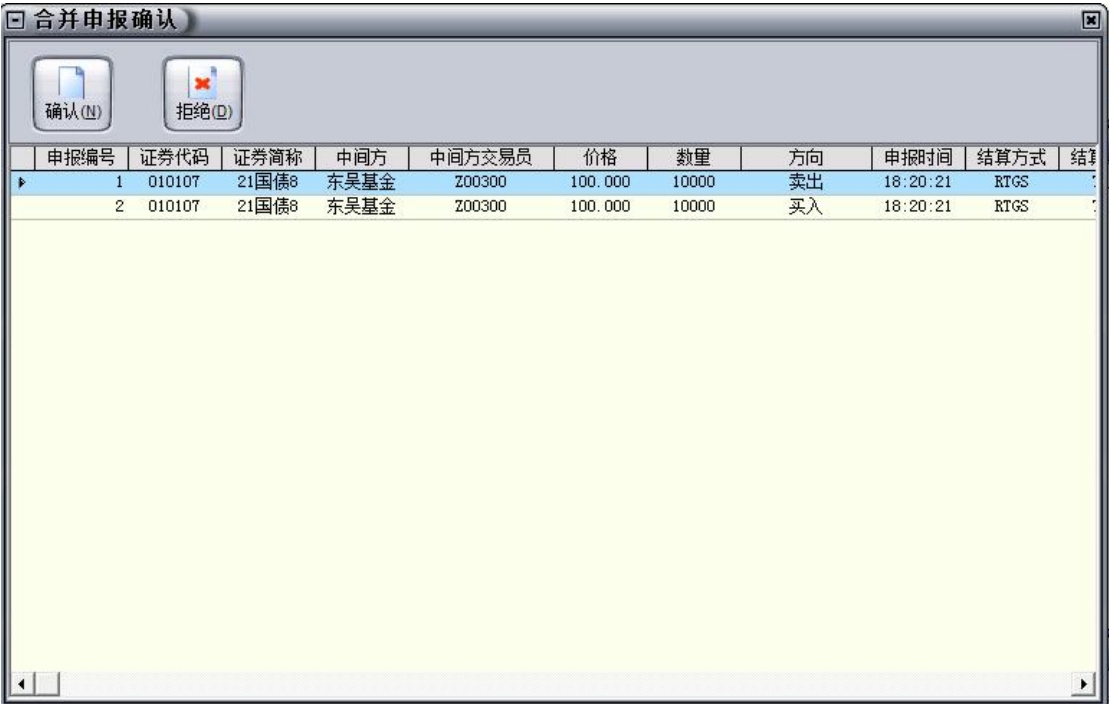 合并申报确认
确认(N) 拒绝(D)
申报编号 证券代码 证券简称 中间方 中间方交易员 价格 数量 方向 申报时间 结算方式 结算
1 010107 21国债8 东吴基金 Z00300 100.000 10000 卖出 18:20:21 RTGS
2 010107 21国债8 东吴基金 Z00300 100.000 10000 买入 18:20:21 RTGS